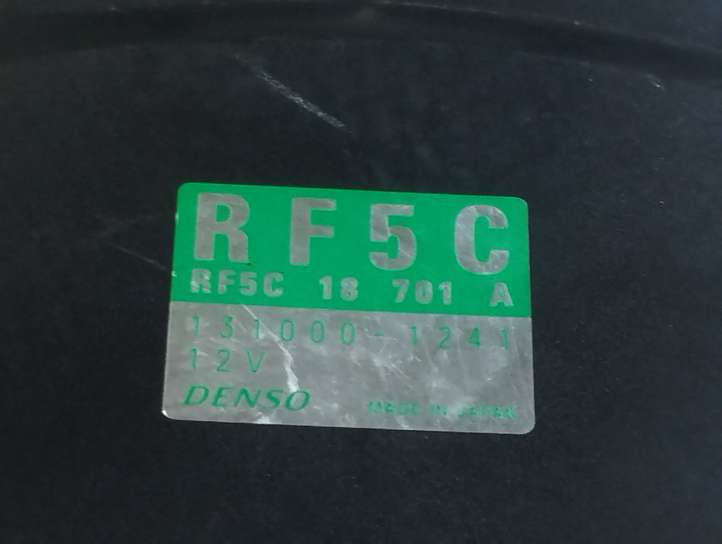 RF5C
RF5C 18 701 A
131000-1241
12V
DENSO MADE IN JAPAN